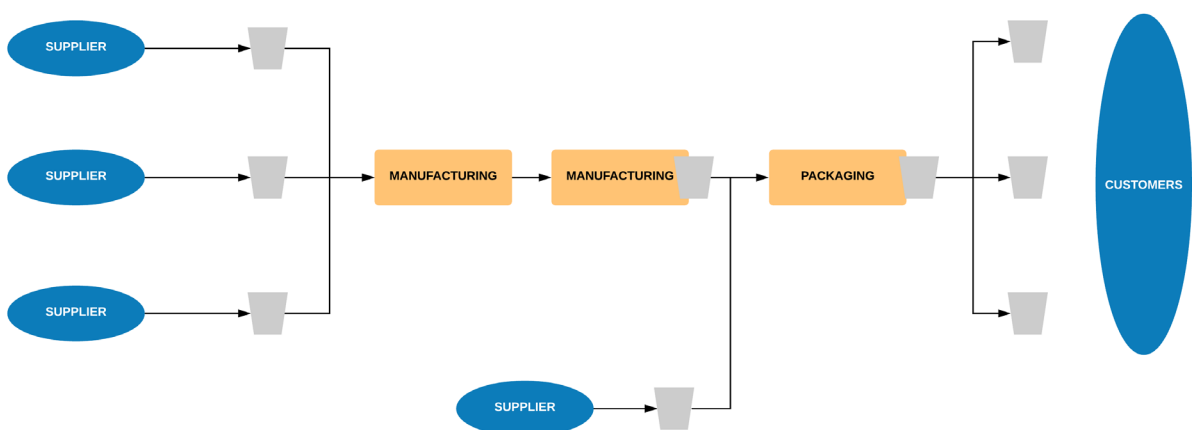 SUPPLIER
SUPPLIER
MANUFACTURING
MANUFACTURING
PACKAGING
CUSTOMERS
SUPPLIER
SUPPLIER